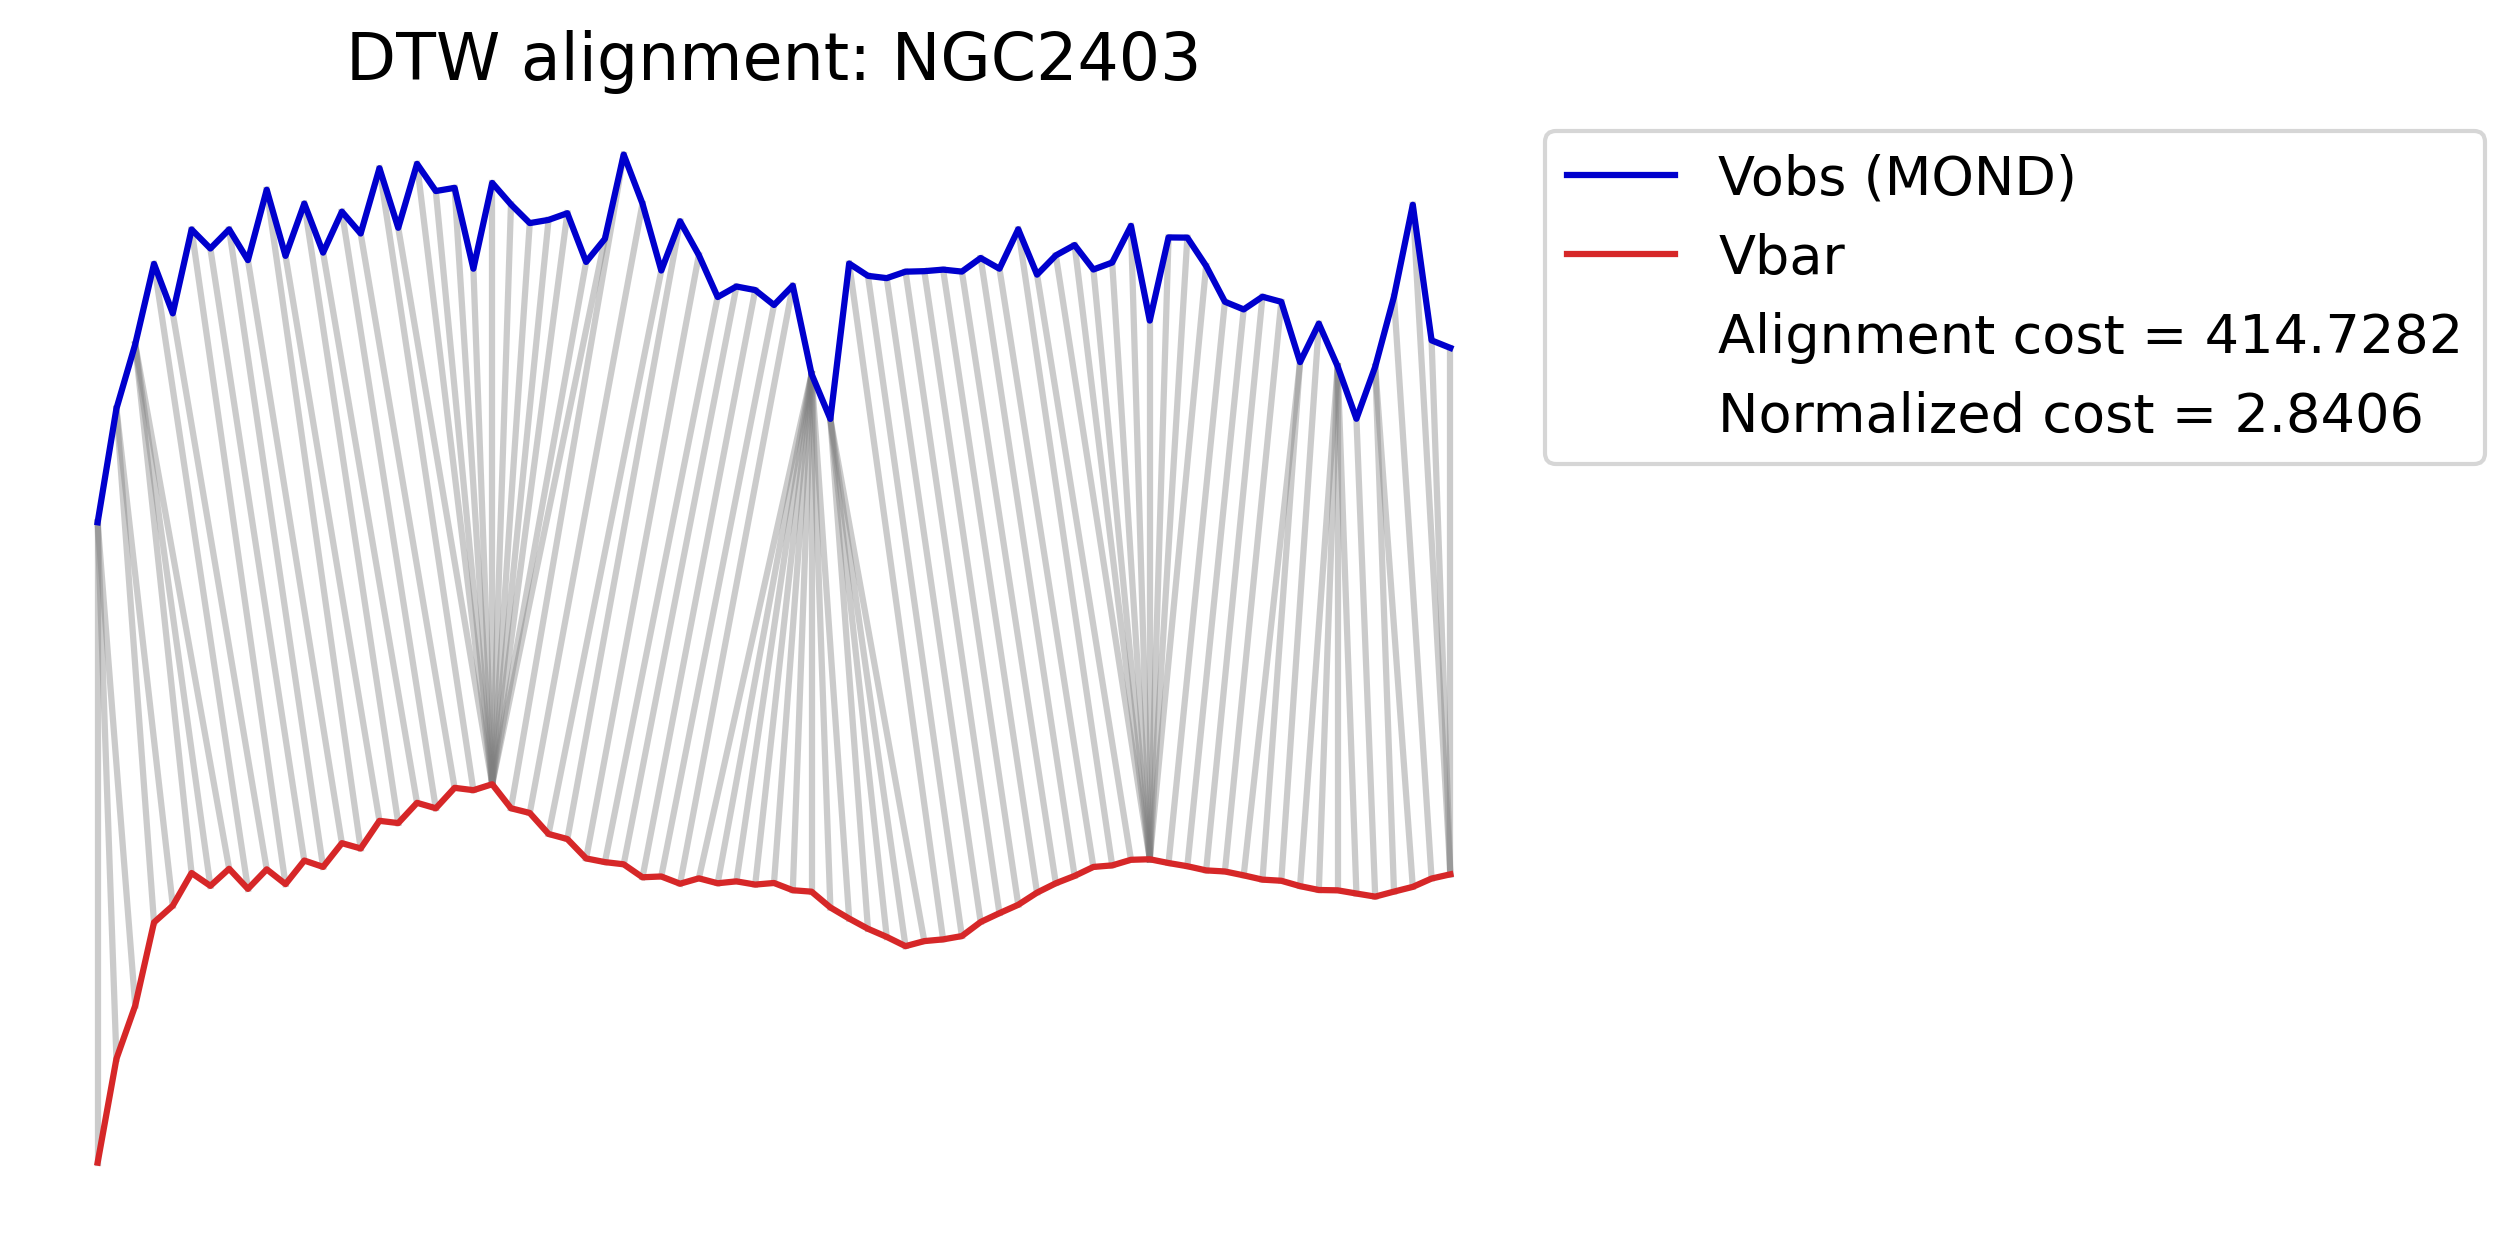 DTW alignment: NGC2403
Vobs (MOND)
Vbar
Alignment cost = 414.7282
Normalized cost = 2.8406